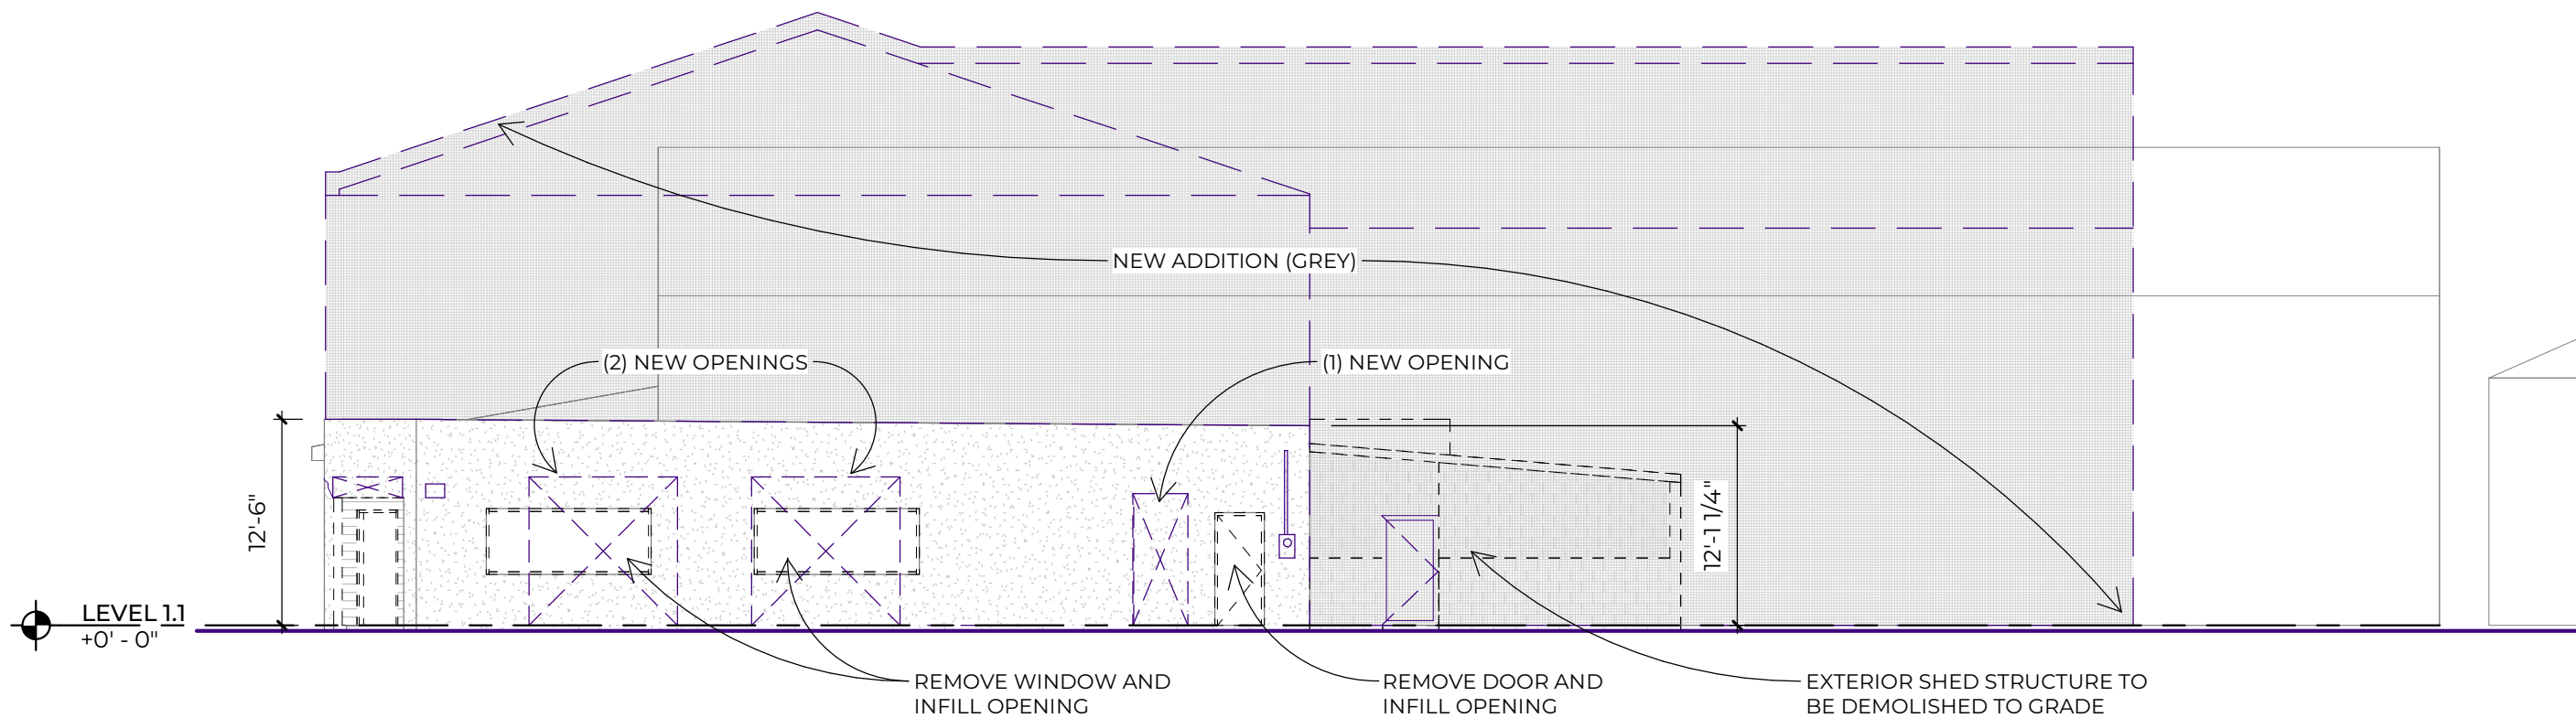 NEW ADDITION (GREY)
(2) NEW OPENINGS
(1) NEW OPENING
12'-6"
12'-1 1/4"
LEVEL 1.1
+0' - 0"
REMOVE WINDOW AND
INFILL OPENING
REMOVE DOOR AND
INFILL OPENING
EXTERIOR SHED STRUCTURE TO
BE DEMOLISHED TO GRADE